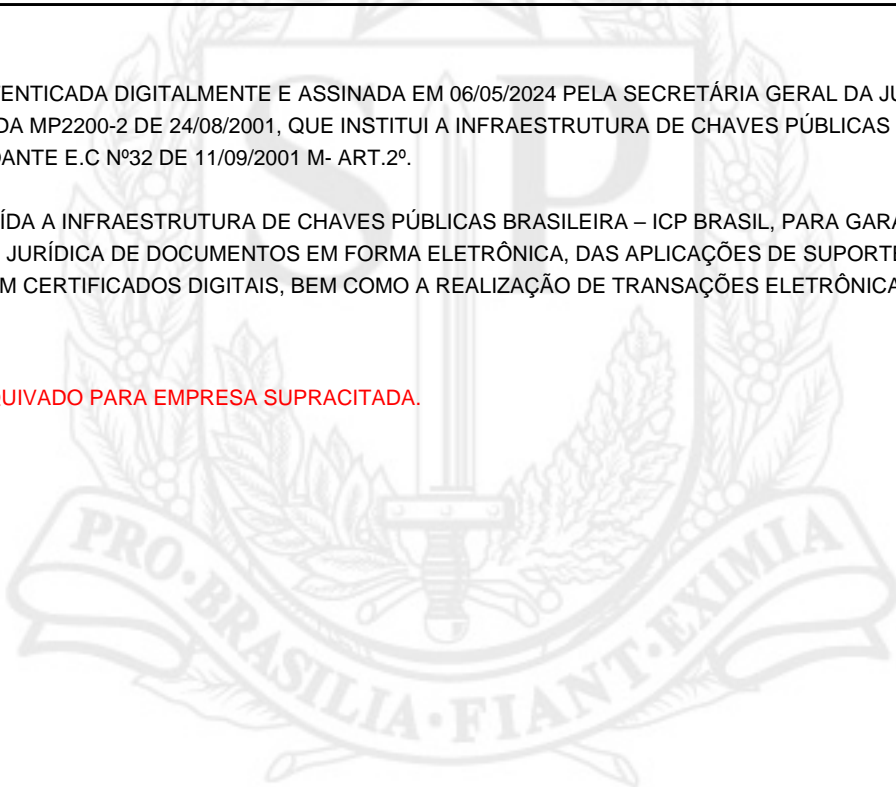 ENTICADA DIGITALMENTE E ASSINADA EM 06/05/2024 PELA SECRETÁRIA GERAL DA JU
DA MP2200-2 DE 24/08/2001, QUE INSTITUI A INFRAESTRUTURA DE CHAVES PÚBLICAS
DANTE E.C Nº32 DE 11/09/2001 M- ART.2º.
ÍDA A INFRAESTRUTURA DE CHAVES PÚBLICAS BRASILEIRA – ICP BRASIL, PARA GARA
JURÍDICA DE DOCUMENTOS EM FORMA ELETRÔNICA, DAS APLICAÇÕES DE SUPORTE
M CERTIFICADOS DIGITAIS, BEM COMO A REALIZAÇÃO DE TRANSAÇÕES ELETRÔNICA
UIVADO PARA EMPRESA SUPRACITADA.
SP
PRO·BRASILIA·FIANT·EXIMIA